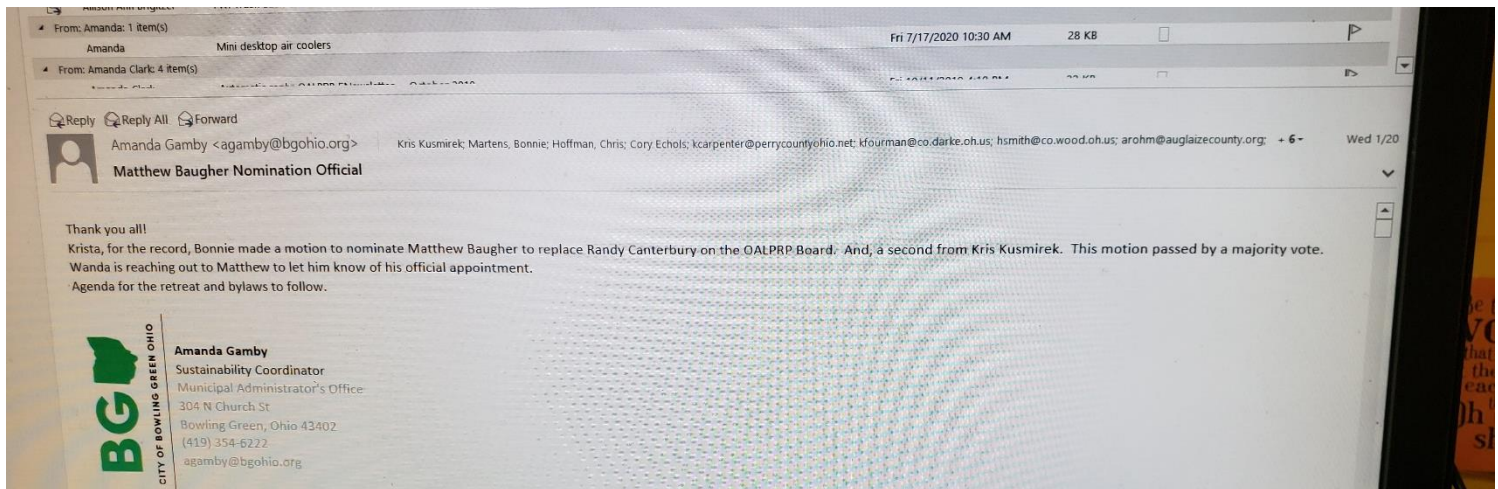 From: Amanda: 1 item(s)
Amanda Mini desktop air coolers Fri 7/17/2020 10:30 AM 28 KB
From: Amanda Clark: 4 item(s)
Reply Reply All Forward
Amanda Gamby <agamby@bgohio.org> Kris Kusmirek; Martens, Bonnie; Hoffman, Chris; Cory Echols; kcarpenter@perrycountyohio.net; kfourman@co.darke.oh.us; hsmith@co.wood.oh.us; arohm@auglaizecounty.org; +6 Wed 1/20
Matthew Baugher Nomination Official
Thank you all!
Krista, for the record, Bonnie made a motion to nominate Matthew Baugher to replace Randy Canterbury on the OALPRP Board. And, a second from Kris Kusmirek. This motion passed by a majority vote.
Wanda is reaching out to Matthew to let him know of his official appointment.
Agenda for the retreat and bylaws to follow.
BG
CITY OF BOWLING GREEN OHIO
Amanda Gamby
Sustainability Coordinator
Municipal Administrator's Office
304 N Church St
Bowling Green, Ohio 43402
(419) 354-6222
agamby@bgohio.org
that